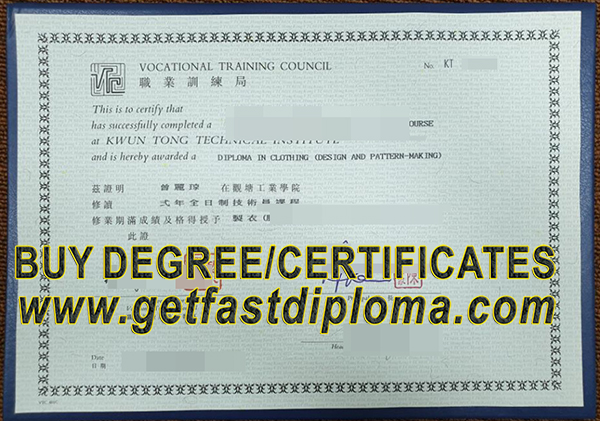 VOCATIONAL TRAINING COUNCIL
職業訓練局
No. KT
This is to certify that
has successfully completed a OURSE
at KWUN TONG TECHNICAL INSTITUTE
and is hereby awarded a DIPLOMA IN CLOTHING (DESIGN AND PATTERN-MAKING)
茲證明 曾麗 在觀塘工業學院
修讀 弍年全日制技術員課程
修業期滿成績及格得授予 製衣
此證
BUY DEGREE/CERTIFICATES
www.getfastdiploma.com
Date
日期